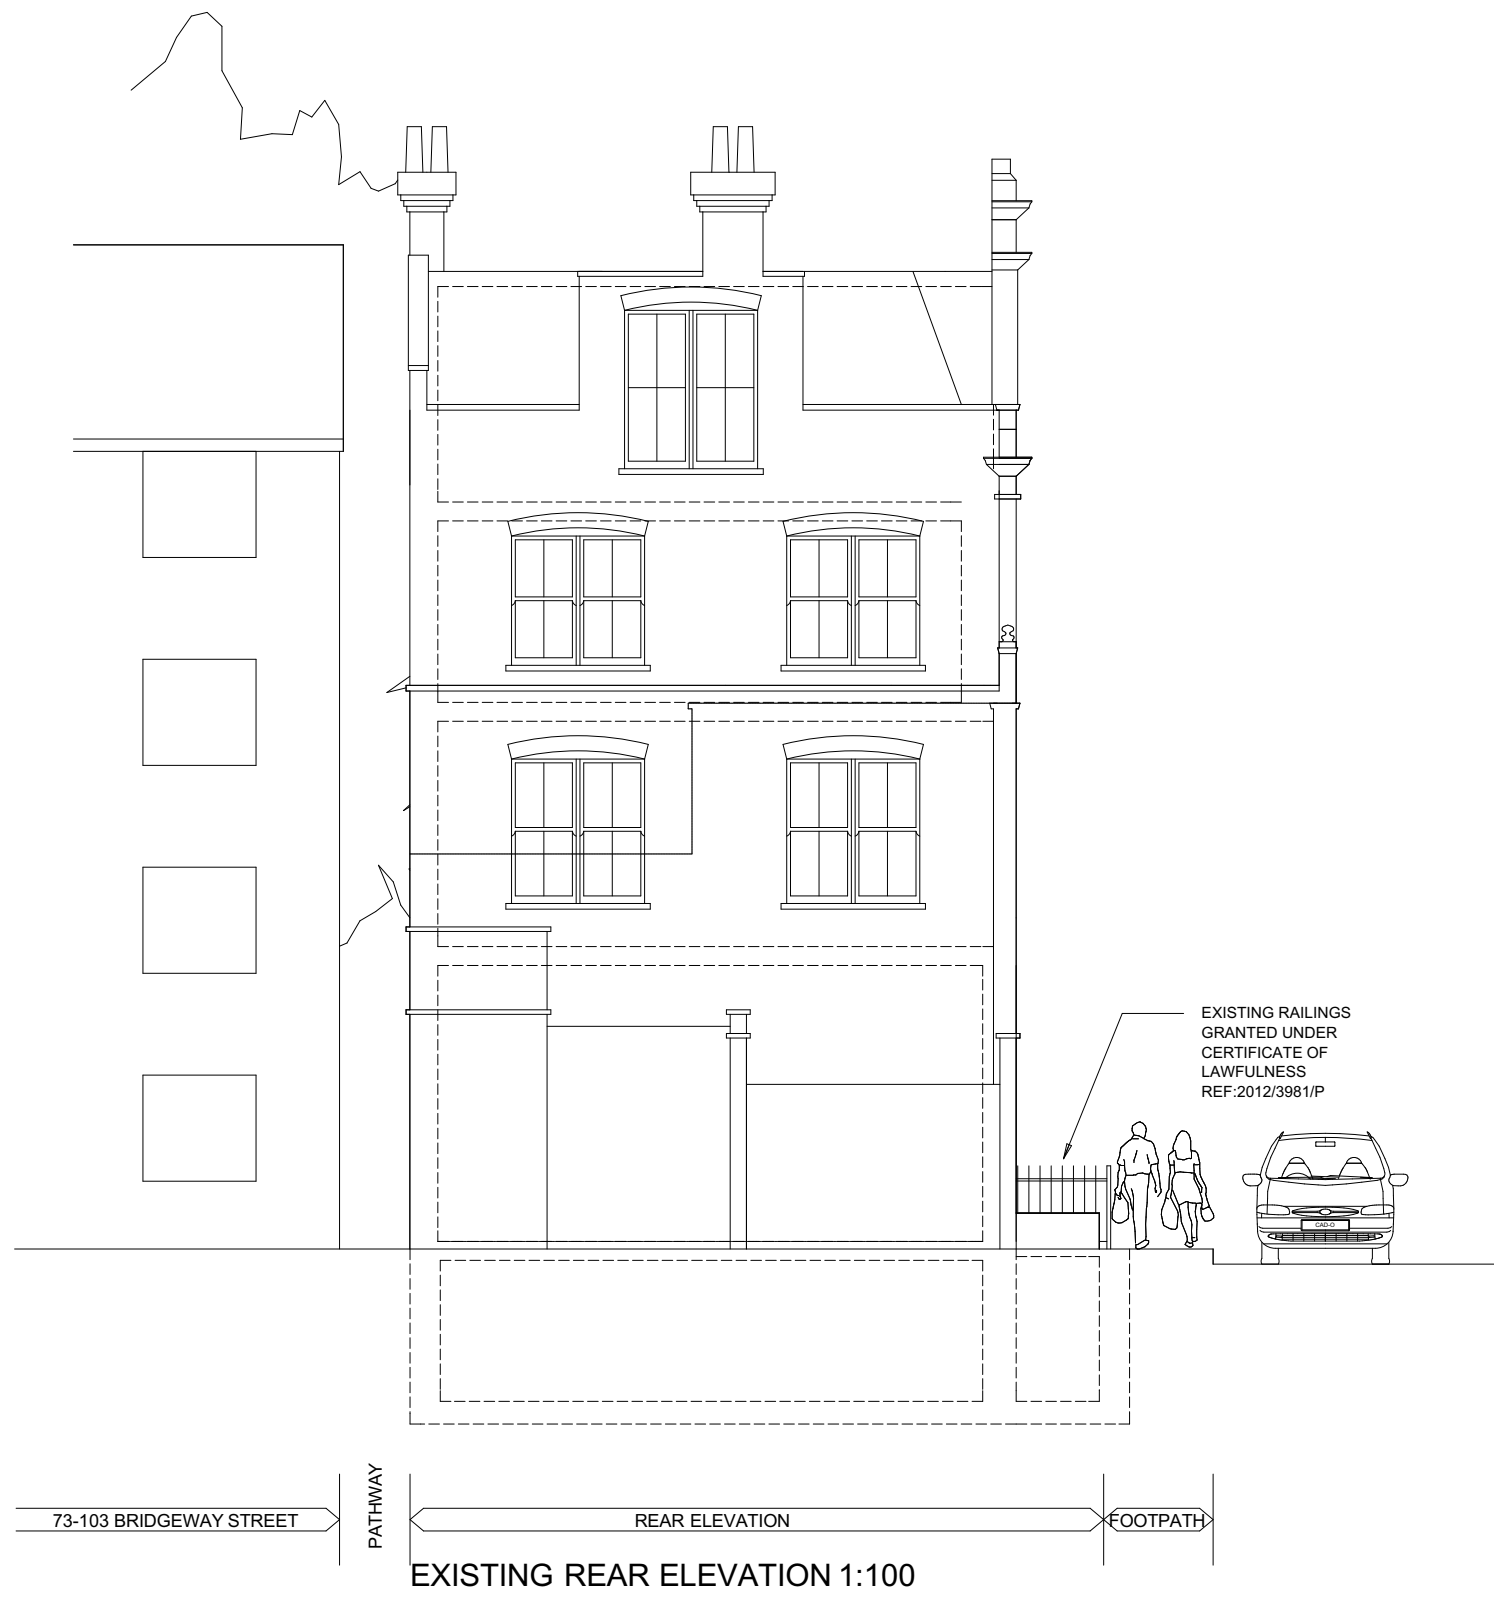 EXISTING RAILINGS
GRANTED UNDER
CERTIFICATE OF
LAWFULNESS
REF:2012/3981/P
CAD-O
73-103 BRIDGEWAY STREET
PATHWAY
REAR ELEVATION
FOOTPATH
EXISTING REAR ELEVATION 1:100